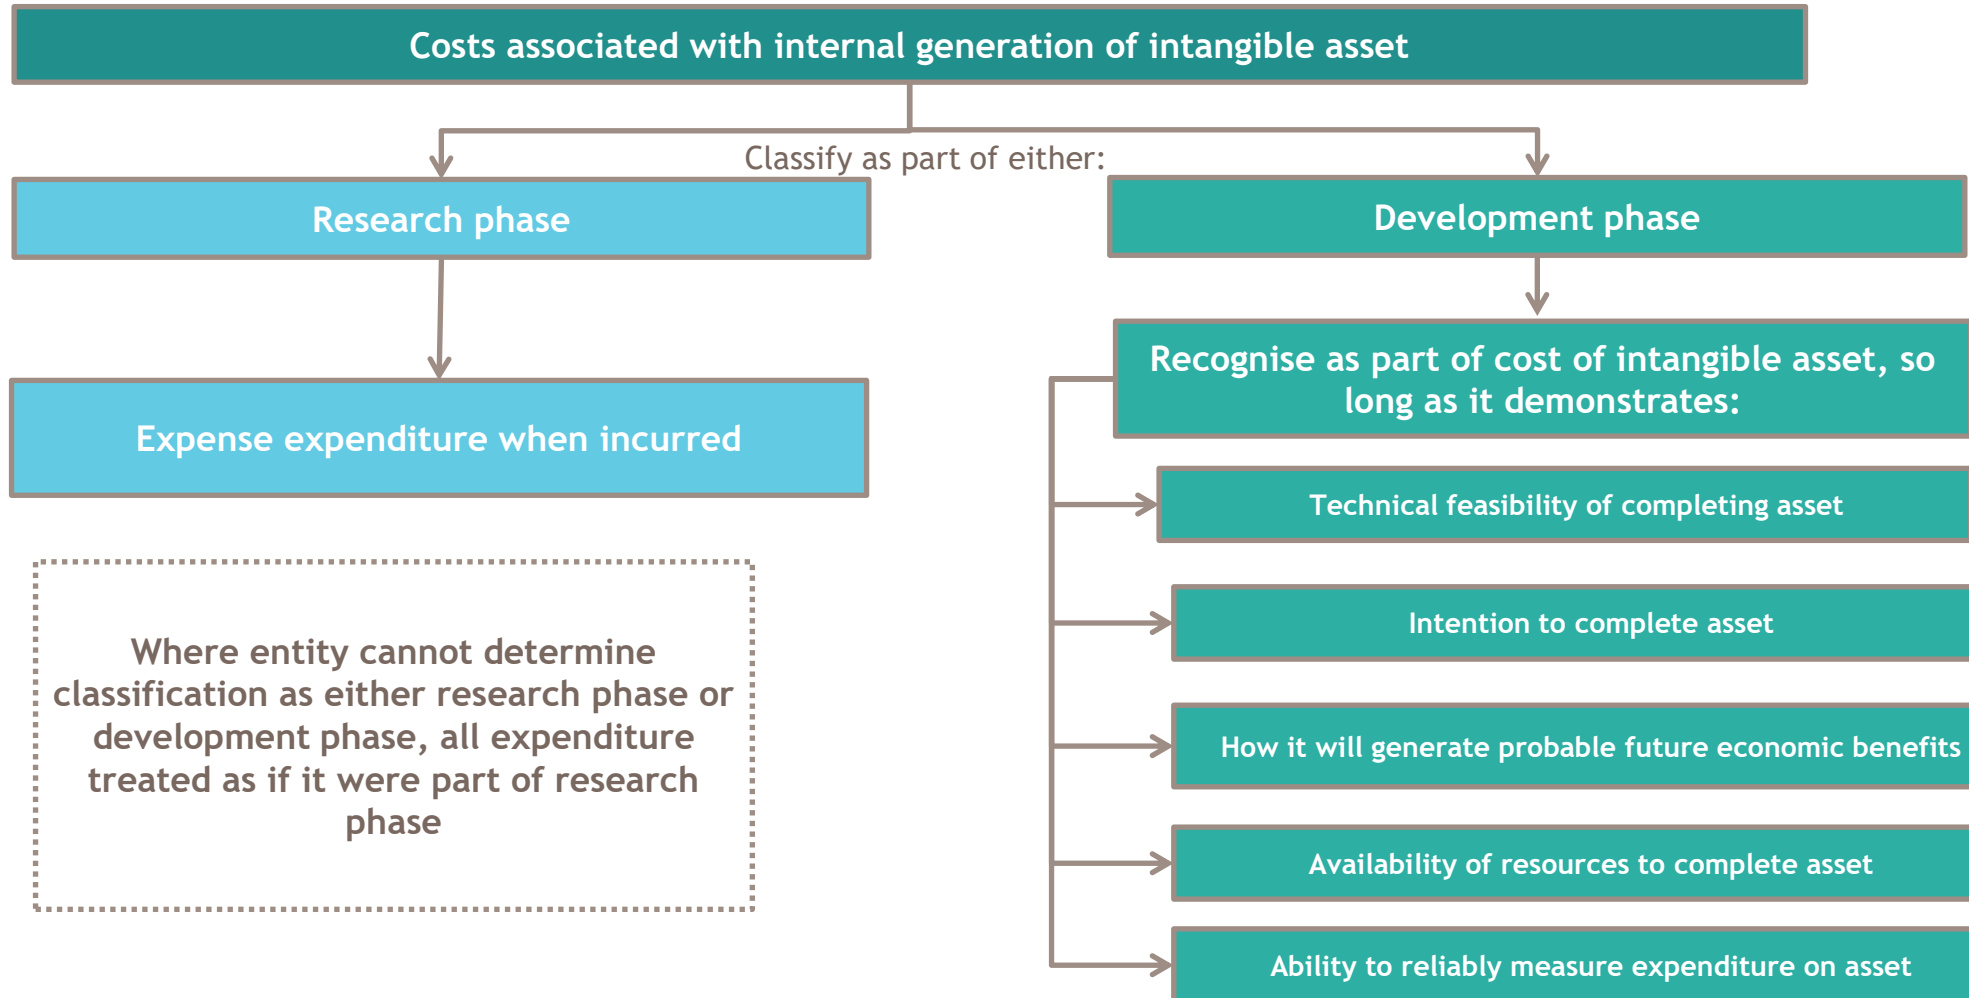 Costs associated with internal generation of intangible asset
Classify as part of either:
Research phase
Development phase
Expense expenditure when incurred
Recognise as part of cost of intangible asset, so
long as it demonstrates:
Technical feasibility of completing asset
Intention to complete asset
How it will generate probable future economic benefits
Availability of resources to complete asset
Ability to reliably measure expenditure on asset
Where entity cannot determine
classification as either research phase or
development phase, all expenditure
treated as if it were part of research
phase